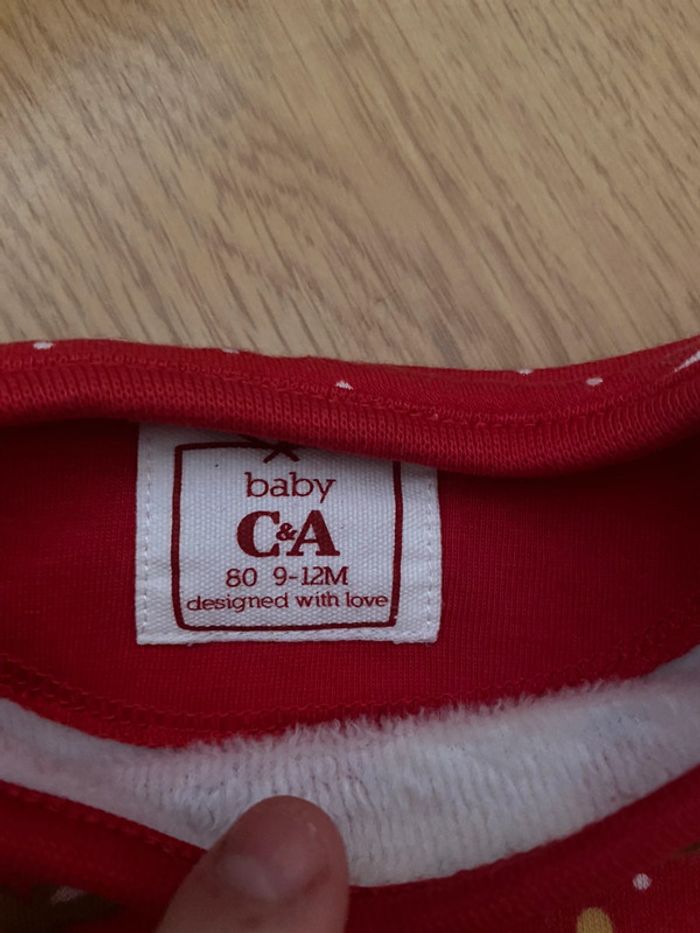 baby
C&A
80 9-12M
designed with love